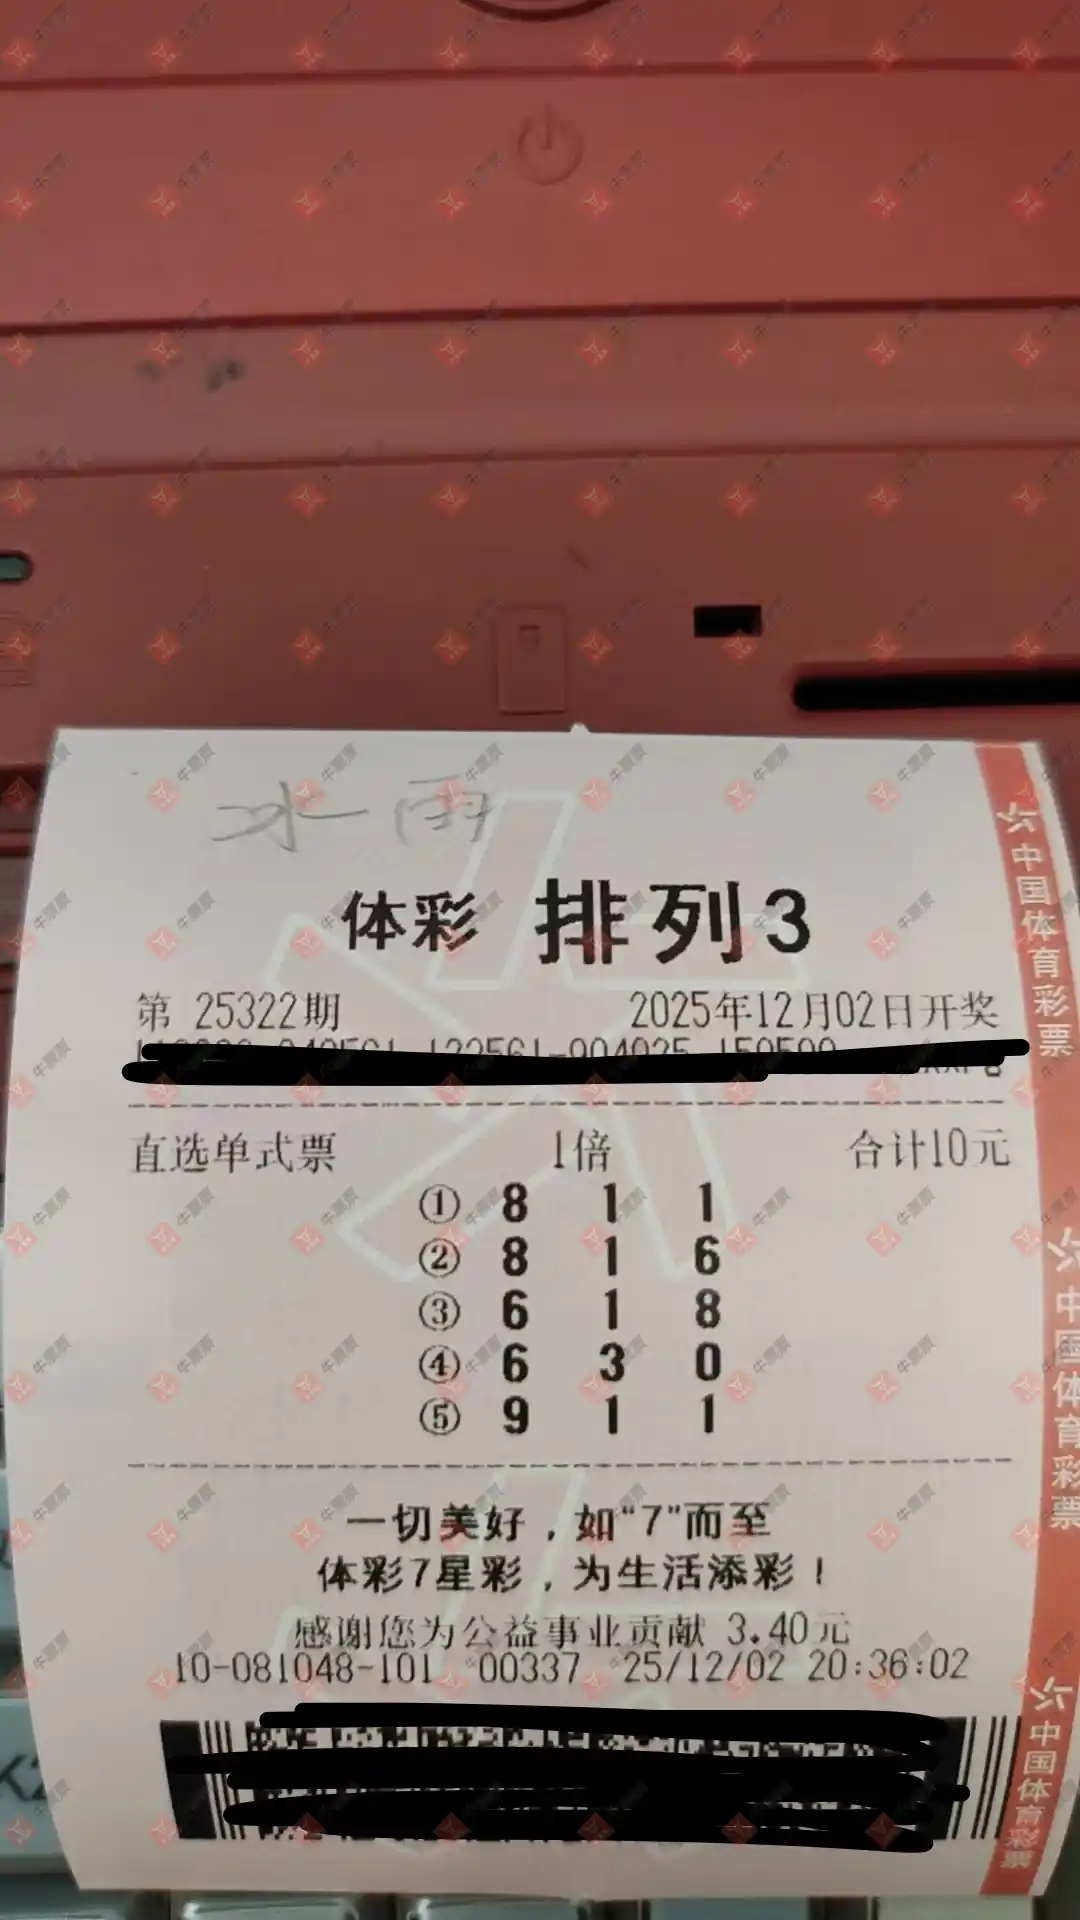 冰雨
体彩 排列3
第 25322期 2025年12月02日开奖
直选单式票 1倍 合计10元
① 8 1 1
② 8 1 6
③ 6 1 8
④ 6 3 0
⑤ 9 1 1
一切美好，如“7”而至
体彩7星彩，为生活添彩！
感谢您为公益事业贡献 3.40元
10-081048-101 00337 25/12/02 20:36:02
中国体育彩票
中国体育彩票
中国体育彩票
牛票票